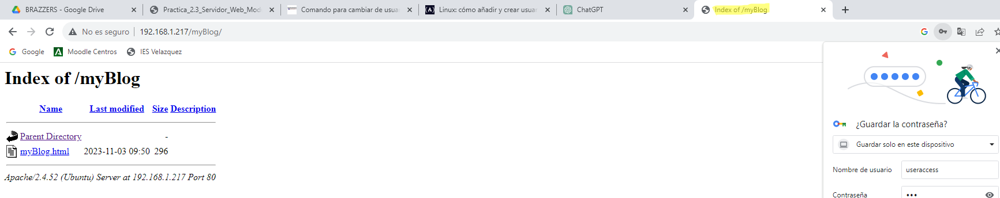 BRAZZERS - Google Drive
Practica_2.3_Servidor_Web_Mod
Comando para cambiar de usua
Linux: cómo añadir y crear usuar
ChatGPT
Index of /myBlog
No es seguro 192.168.1.217/myBlog/
Google Moodle Centros IES Velazquez
Index of /myBlog
Name Last modified Size Description
Parent Directory -
myBlog.html 2023-11-03 09:50 296
Apache/2.4.52 (Ubuntu) Server at 192.168.1.217 Port 80
¿Guardar la contraseña?
Guardar solo en este dispositivo
Nombre de usuario useraccess
Contraseña •••